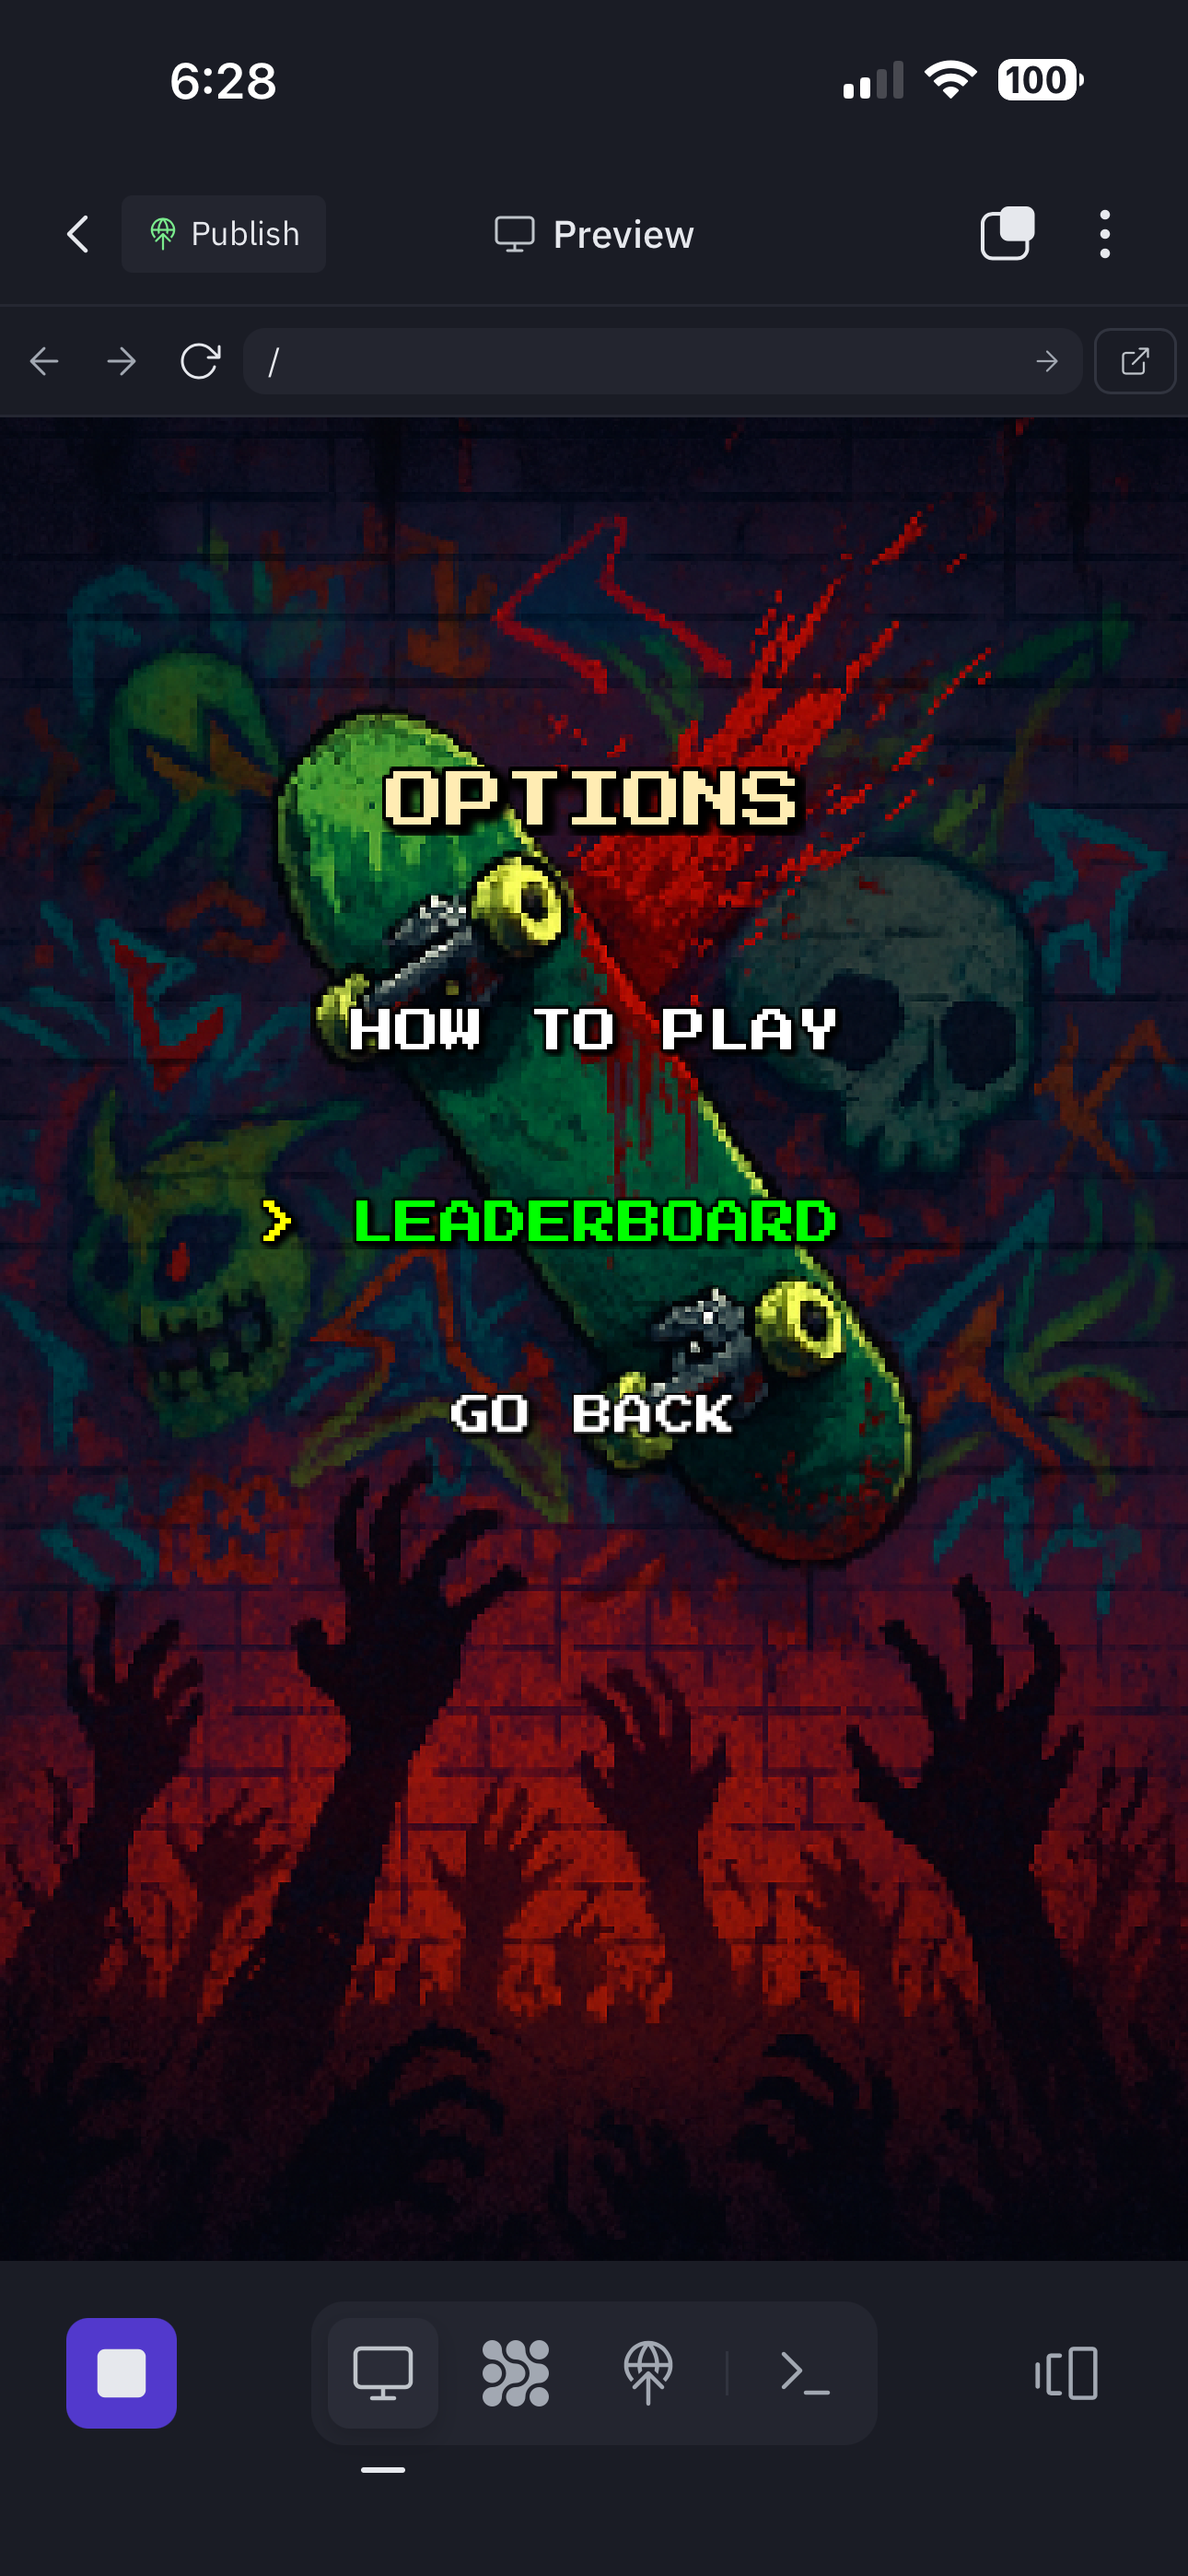 6:28
100
Publish
Preview
/
OPTIONS
HOW TO PLAY
> LEADERBOARD
GO BACK